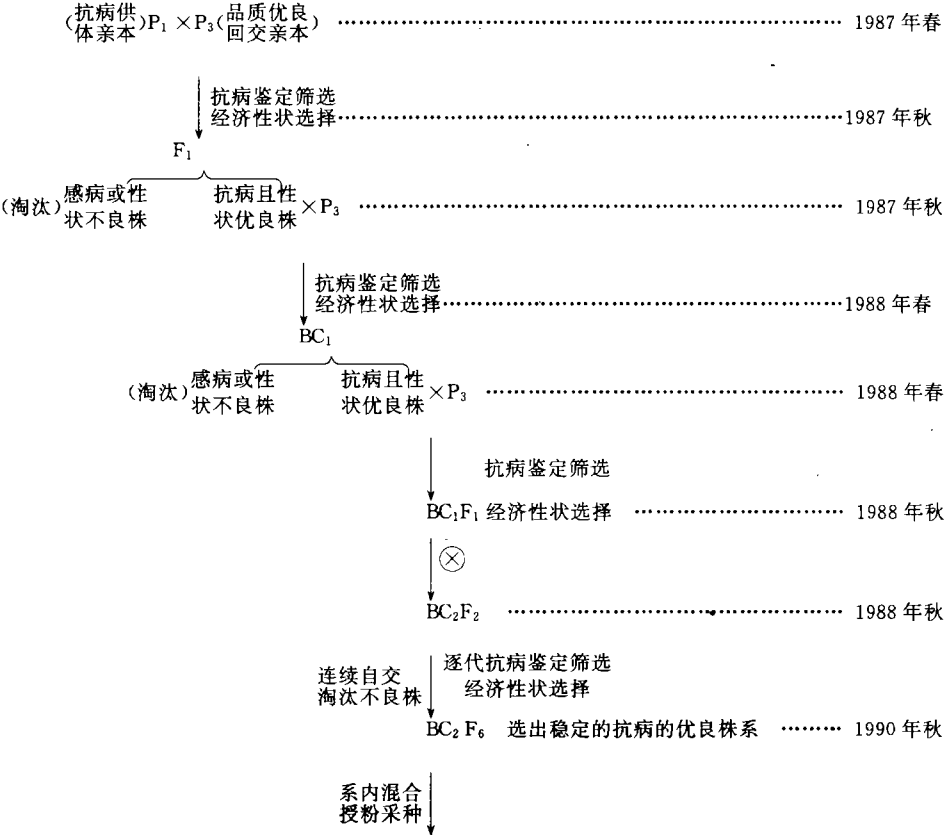 (抗病供体亲本)P₁ ×P₃(品质优良回交亲本) …… 1987年春
抗病鉴定筛选
经济性状选择……1987年秋
F₁
(淘汰)感病或性状不良株 抗病且性状优良株×P₃ …… 1987年秋
抗病鉴定筛选
经济性状选择……1988年春
BC₁
(淘汰)感病或性状不良株 抗病且性状优良株×P₃ …… 1988年春
抗病鉴定筛选
BC₁F₁ 经济性状选择 …… 1988年秋
⊗
BC₂F₂ …… 1988年秋
连续自交 逐代抗病鉴定筛选
淘汰不良株 经济性状选择
BC₂F₆ 选出稳定的抗病的优良株系 …… 1990年秋
系内混合
授粉采种